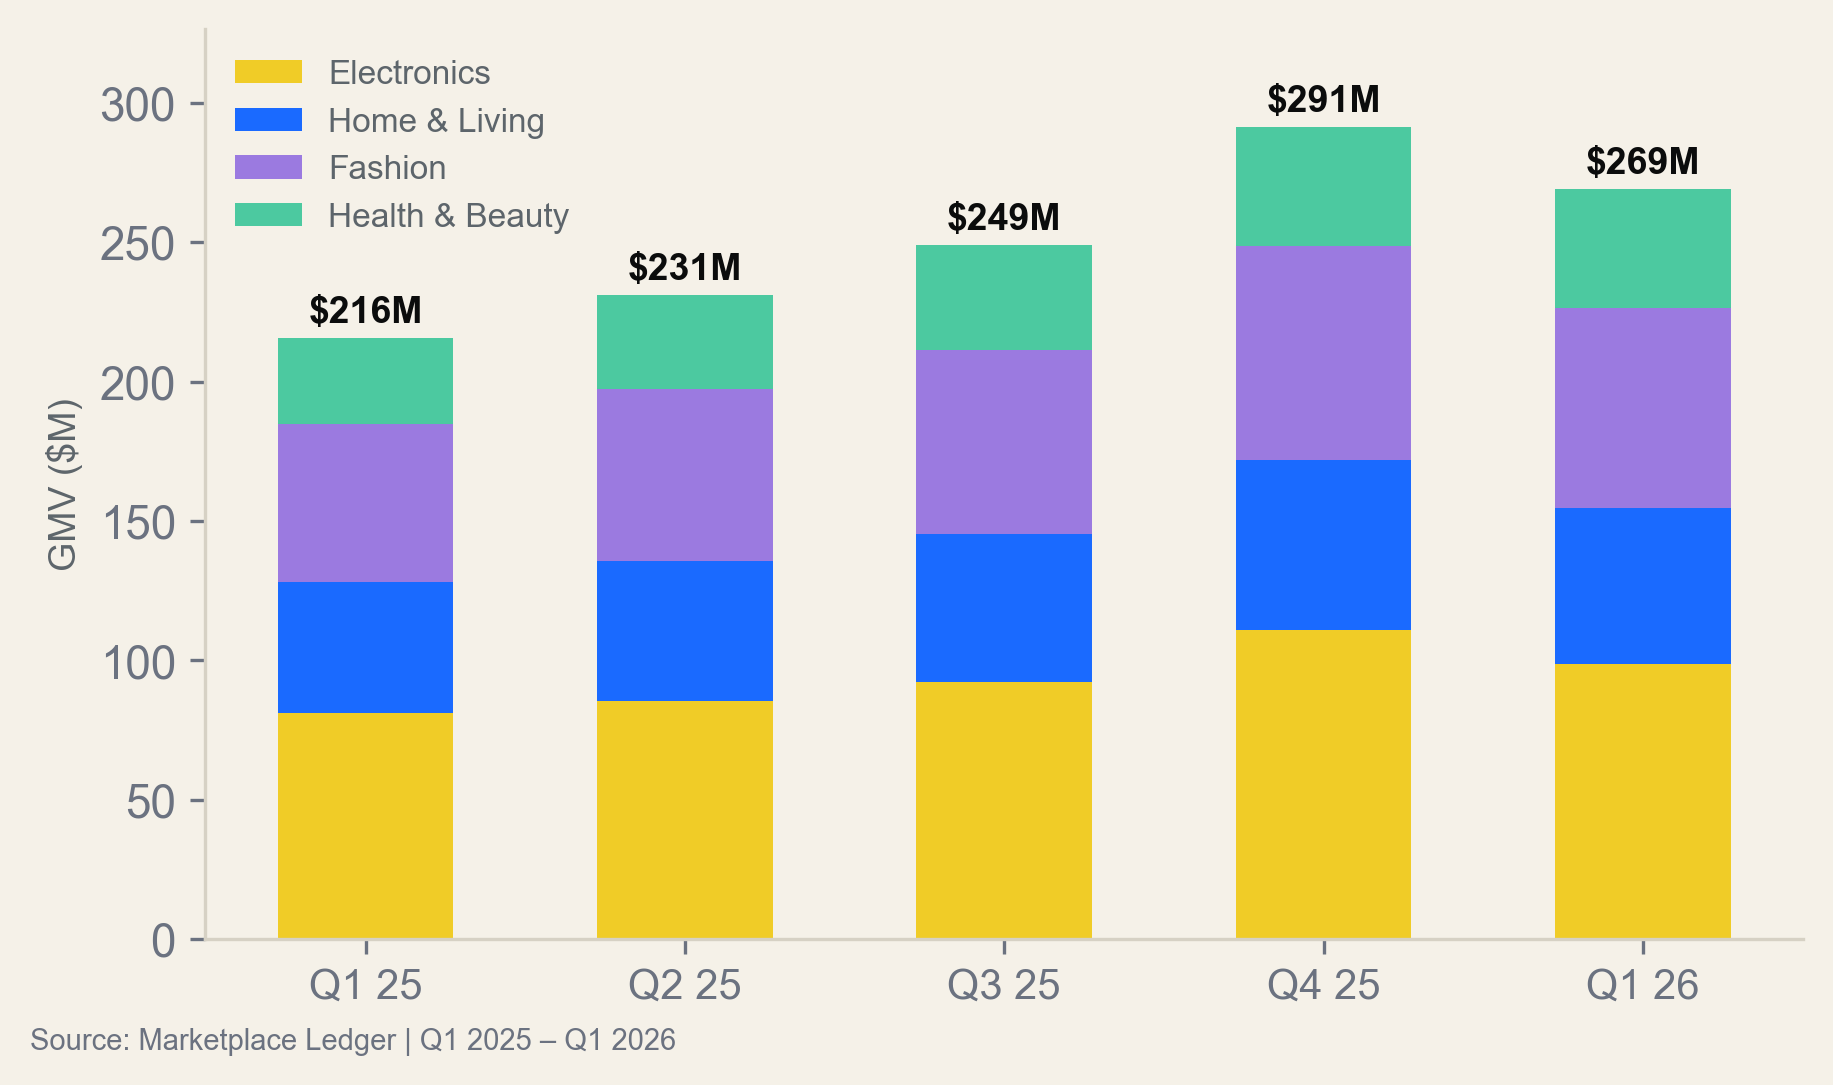 Electronics
Home & Living
Fashion
Health & Beauty
GMV ($M)
300
250
200
150
100
50
0
$216M
$231M
$249M
$291M
$269M
Q1 25
Q2 25
Q3 25
Q4 25
Q1 26
Source: Marketplace Ledger | Q1 2025 – Q1 2026